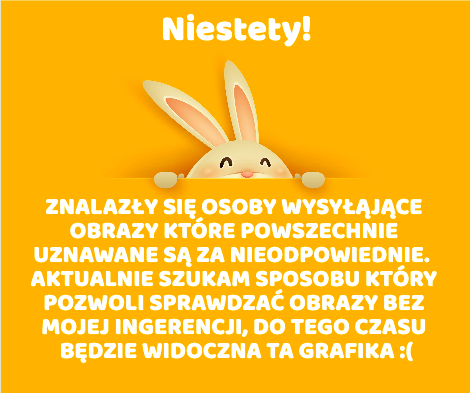 Niestety!
ZNALAZŁY SIĘ OSOBY WYSYŁĄJĄCE
OBRAZY KTÓRE POWSZECHNIE
UZNAWANE SĄ ZA NIEODPOWIEDNIE.
AKTUALNIE SZUKAM SPOSOBU KTÓRY
POZWOLI SPRAWDZAĆ OBRAZY BEZ
MOJEJ INGERENCJI, DO TEGO CZASU
BĘDZIE WIDOCZNA TA GRAFIKA :(